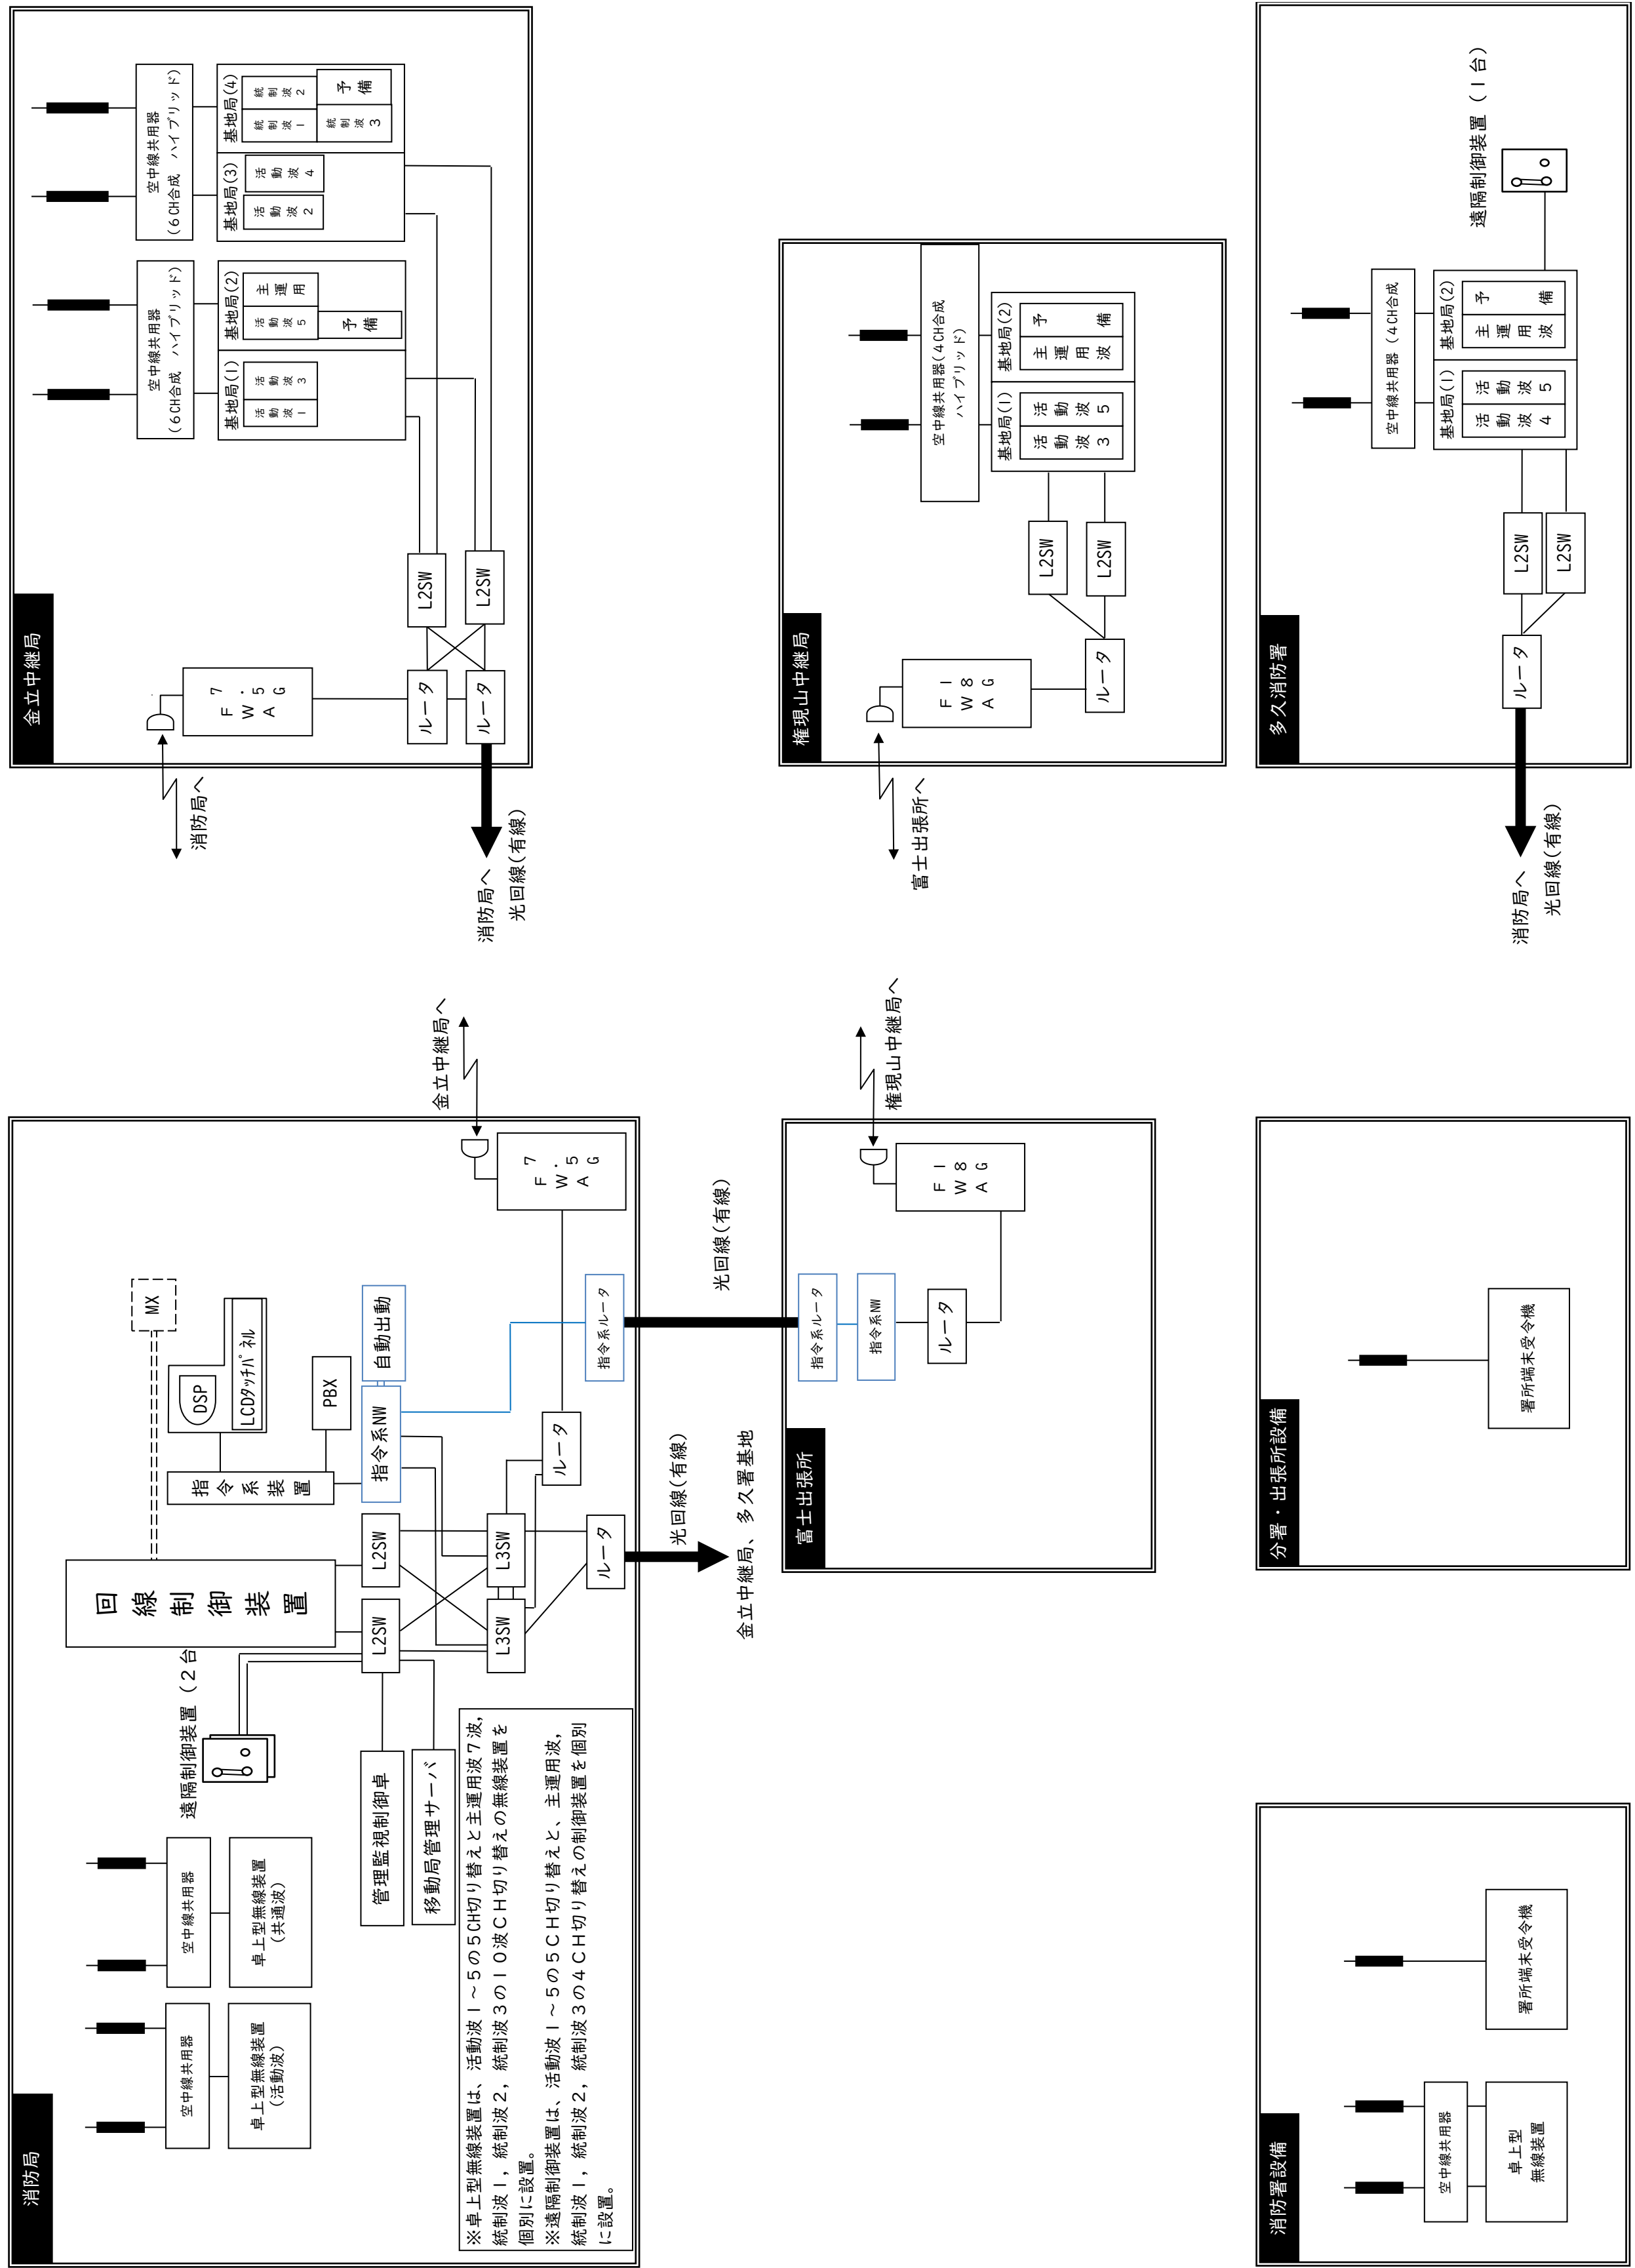 消防局
空中線共用器
卓上型無線装置
(活動波)
空中線共用器
卓上型無線装置
(共通波)
遠隔制御装置(2台
回線制御装置
MX
DSP
LCDタッチパネル
指令系装置
PBX
管理監視制御卓
移動局管理サーバ
L2SW
L2SW
指令系NW
自動出動
L3SW
L3SW
ルータ
ルータ
指令系ルータ
7.5G
FWA
金立中継局へ
※卓上型無線装置は、活動波1~5の5CH切り替えと主運用波7波,
統制波1,統制波2,統制波3の10波CH切り替えの無線装置を
個別に設置。
※遠隔制御装置は、活動波1~5の5CH切り替えと、主運用波,
統制波1,統制波2,統制波3の4CH切り替えの制御装置を個別
に設置。
光回線(有線)
金立中継局、多久署基地
光回線(有線)
金立中継局
消防局へ
7.5G
FWA
ルータ
ルータ
L2SW
L2SW
空中線共用器
(6CH合成 ハイブリッド)
基地局(1)
活動波1
活動波3
基地局(2)
活動波5
主運用
予備
空中線共用器
(6CH合成 ハイブリッド)
基地局(3)
活動波2
活動波4
基地局(4)
統制波1
統制波2
統制波3
予備
消防局へ
光回線(有線)
富士出張所
指令系ルータ
指令系NW
ルータ
18G
FWA
権現山中継局へ
権現山中継局
富士出張所へ
18G
FWA
ルータ
L2SW
L2SW
空中線共用器(4CH合成
ハイブリッド)
基地局(1)
活動波3
活動波5
基地局(2)
主運用波
予備
消防署設備
空中線共用器
卓上型
無線装置
署所端末受令機
分署・出張所設備
署所端末受令機
多久消防署
ルータ
L2SW
L2SW
空中線共用器(4CH合成
基地局(1)
活動波4
活動波5
基地局(2)
主運用波
予備
遠隔制御装置(1台)
消防局へ
光回線(有線)